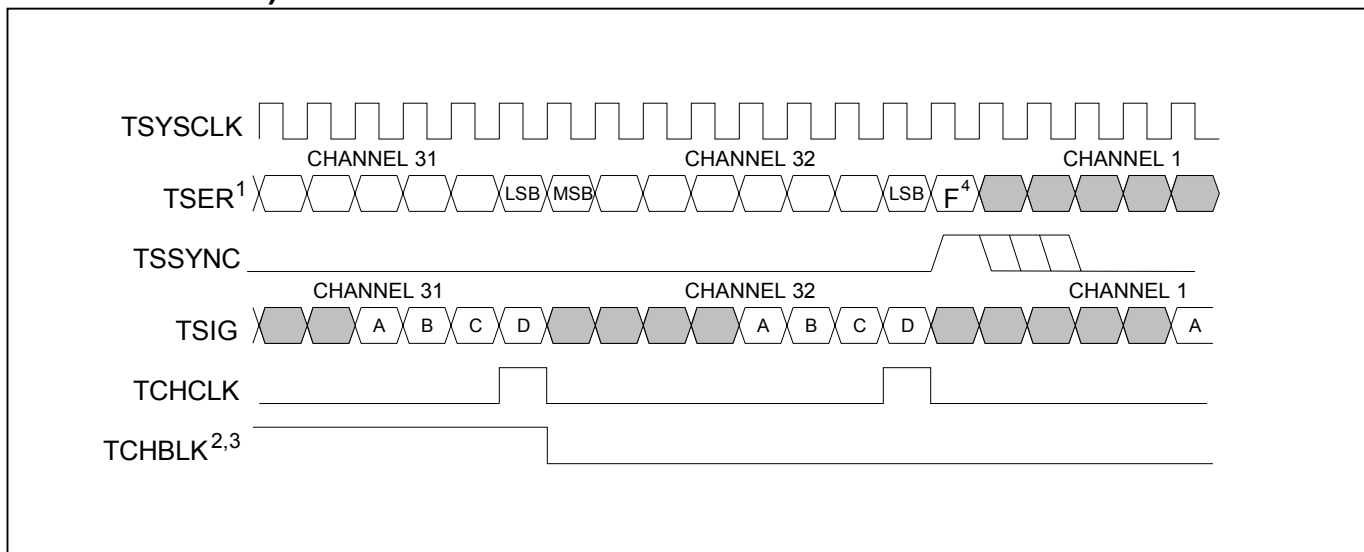 )
TSYSCLK
CHANNEL 31 CHANNEL 32 CHANNEL 1
TSER1 LSB MSB LSB F4
TSSYNC
CHANNEL 31 CHANNEL 32 CHANNEL 1
TSIG A B C D A B C D A
TCHCLK
TCHBLK2,3